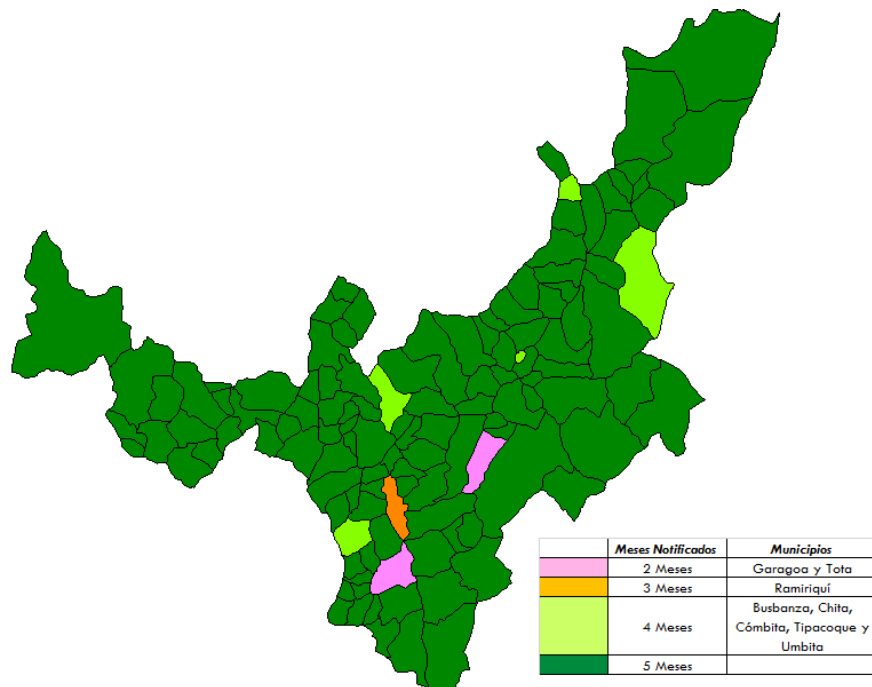 Meses Notificados Municipios
2 Meses Garagoa y Tota
3 Meses Ramiriquí
4 Meses Busbanza, Chita,
Cómbita, Tipacoque y
Umbita
5 Meses